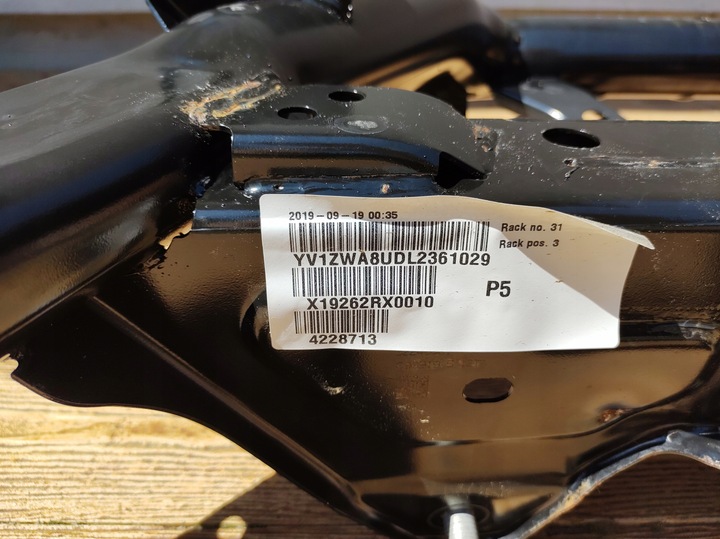 2019-09-19 00:35
Rack no. 31
YV1ZWA8UDL2361029
Rack pos. 3
X19262RX0010
P5
4228713